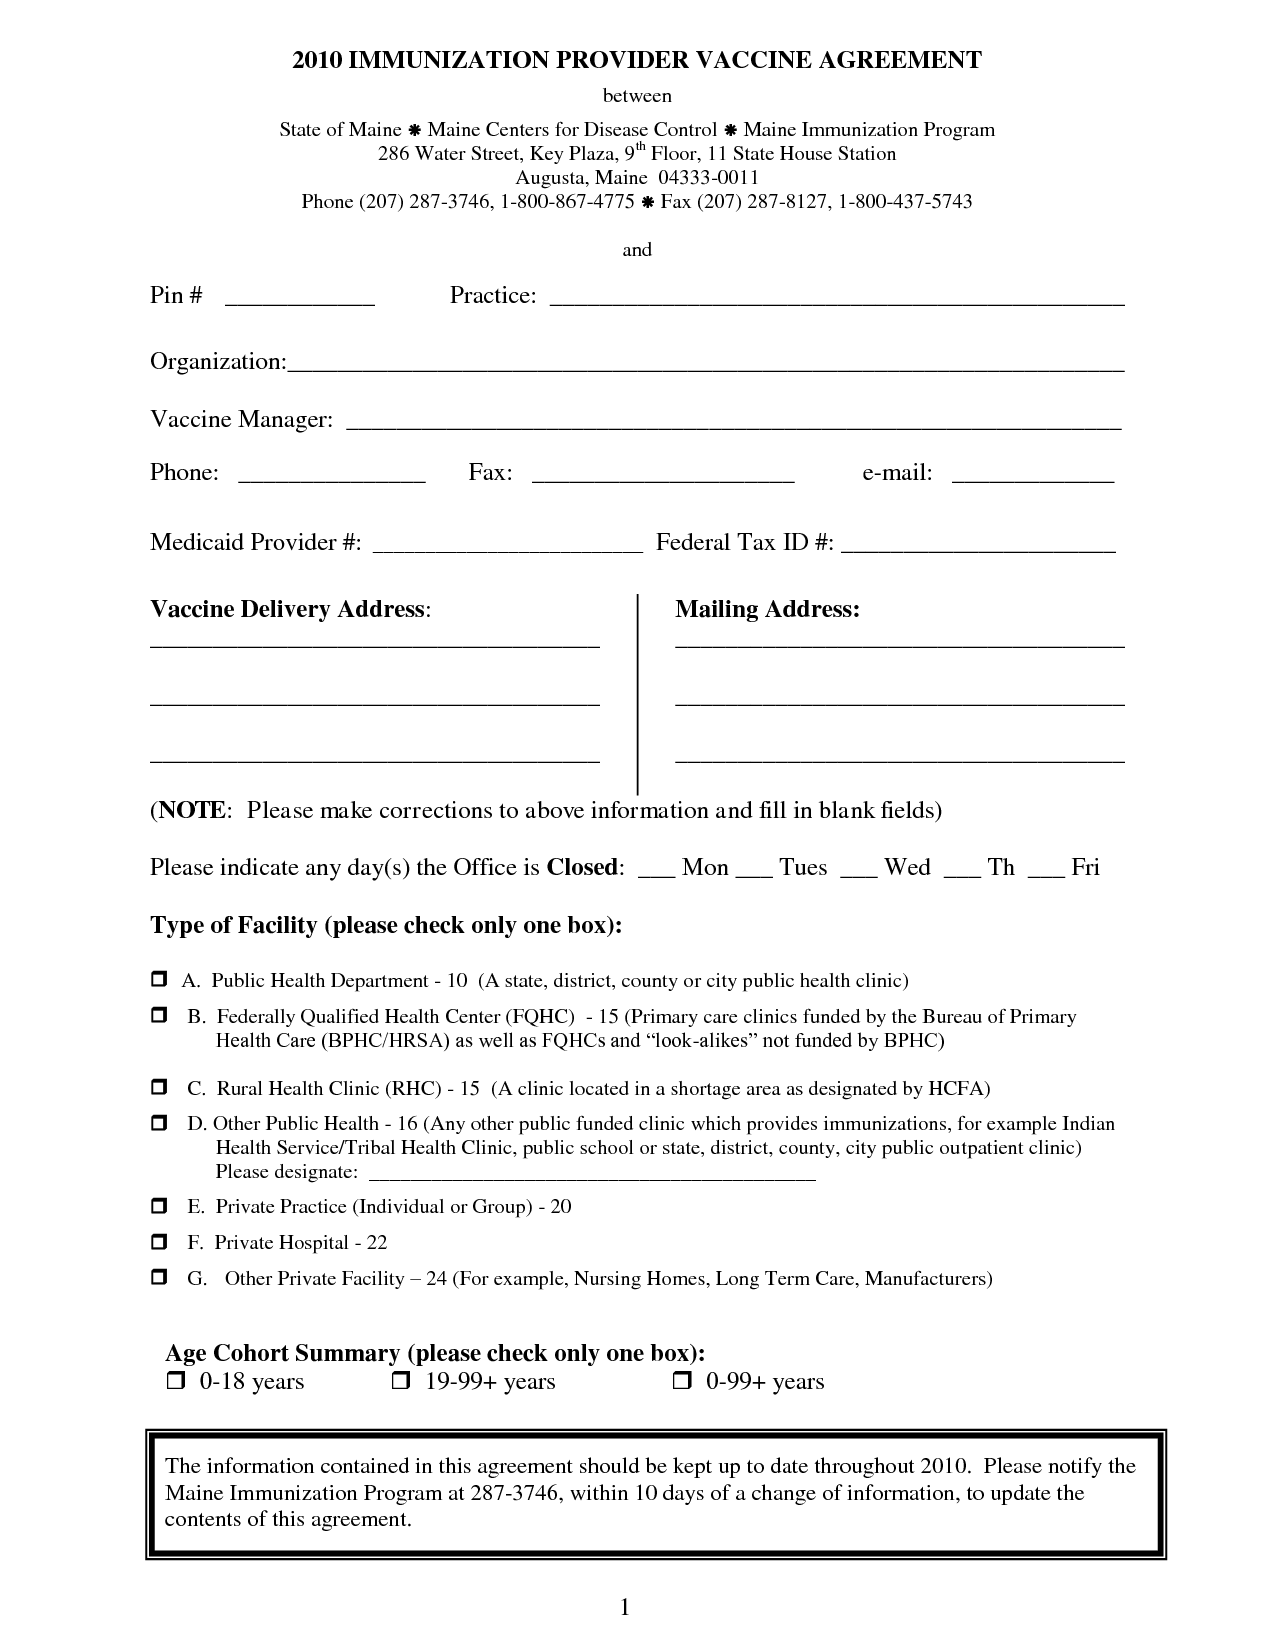 2010 IMMUNIZATION PROVIDER VACCINE AGREEMENT
between
State of Maine ✸ Maine Centers for Disease Control ✸ Maine Immunization Program
286 Water Street, Key Plaza, 9th Floor, 11 State House Station
Augusta, Maine  04333-0011
Phone (207) 287-3746, 1-800-867-4775 ✸ Fax (207) 287-8127, 1-800-437-5743
and
Pin # ____________ Practice: ______________________________________________
Organization:___________________________________________________________________
Vaccine Manager: ______________________________________________________________
Phone: _______________ Fax: _____________________ e-mail: _____________
Medicaid Provider #: __________________________ Federal Tax ID #: ______________________
Vaccine Delivery Address: Mailing Address:
____________________________________ ____________________________________
____________________________________ ____________________________________
____________________________________ ____________________________________
(NOTE:  Please make corrections to above information and fill in blank fields)
Please indicate any day(s) the Office is Closed: ___ Mon ___ Tues ___ Wed ___ Th ___ Fri
Type of Facility (please check only one box):
❒ A. Public Health Department - 10 (A state, district, county or city public health clinic)
❒ B. Federally Qualified Health Center (FQHC) - 15 (Primary care clinics funded by the Bureau of Primary
Health Care (BPHC/HRSA) as well as FQHCs and “look-alikes” not funded by BPHC)
❒ C. Rural Health Clinic (RHC) - 15 (A clinic located in a shortage area as designated by HCFA)
❒ D. Other Public Health - 16 (Any other public funded clinic which provides immunizations, for example Indian
Health Service/Tribal Health Clinic, public school or state, district, county, city public outpatient clinic)
Please designate: ___________________________________________
❒ E. Private Practice (Individual or Group) - 20
❒ F. Private Hospital - 22
❒ G. Other Private Facility – 24 (For example, Nursing Homes, Long Term Care, Manufacturers)
Age Cohort Summary (please check only one box):
❒ 0-18 years ❒ 19-99+ years ❒ 0-99+ years
The information contained in this agreement should be kept up to date throughout 2010.  Please notify the
Maine Immunization Program at 287-3746, within 10 days of a change of information, to update the
contents of this agreement.
1